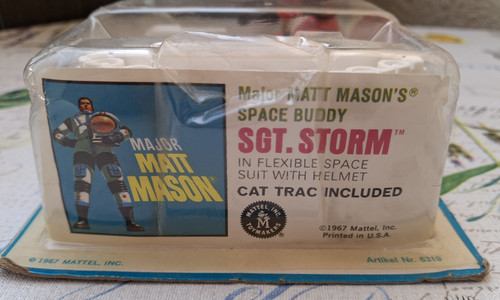 MAJOR
MATT
MASON®
Major MATT MASON'S®
SPACE BUDDY
SGT. STORM™
IN FLEXIBLE SPACE
SUIT WITH HELMET
CAT TRAC INCLUDED
MATTEL, INC.
M
TOYMAKERS
®
©1967 Mattel, Inc.
Printed in U.S.A.
©1967 MATTEL, INC.
Artikel Nr. 6319